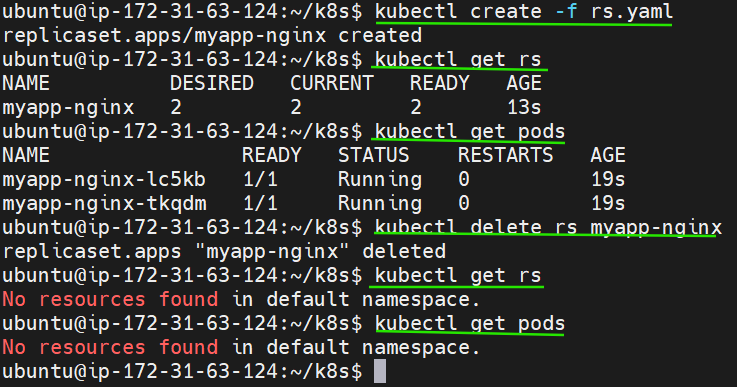 ubuntu@ip-172-31-63-124:~/k8s$ kubectl create -f rs.yaml
replicaset.apps/myapp-nginx created
ubuntu@ip-172-31-63-124:~/k8s$ kubectl get rs
NAME DESIRED CURRENT READY AGE
myapp-nginx 2 2 2 13s
ubuntu@ip-172-31-63-124:~/k8s$ kubectl get pods
NAME READY STATUS RESTARTS AGE
myapp-nginx-lc5kb 1/1 Running 0 19s
myapp-nginx-tkqdm 1/1 Running 0 19s
ubuntu@ip-172-31-63-124:~/k8s$ kubectl delete rs myapp-nginx
replicaset.apps "myapp-nginx" deleted
ubuntu@ip-172-31-63-124:~/k8s$ kubectl get rs
No resources found in default namespace.
ubuntu@ip-172-31-63-124:~/k8s$ kubectl get pods
No resources found in default namespace.
ubuntu@ip-172-31-63-124:~/k8s$